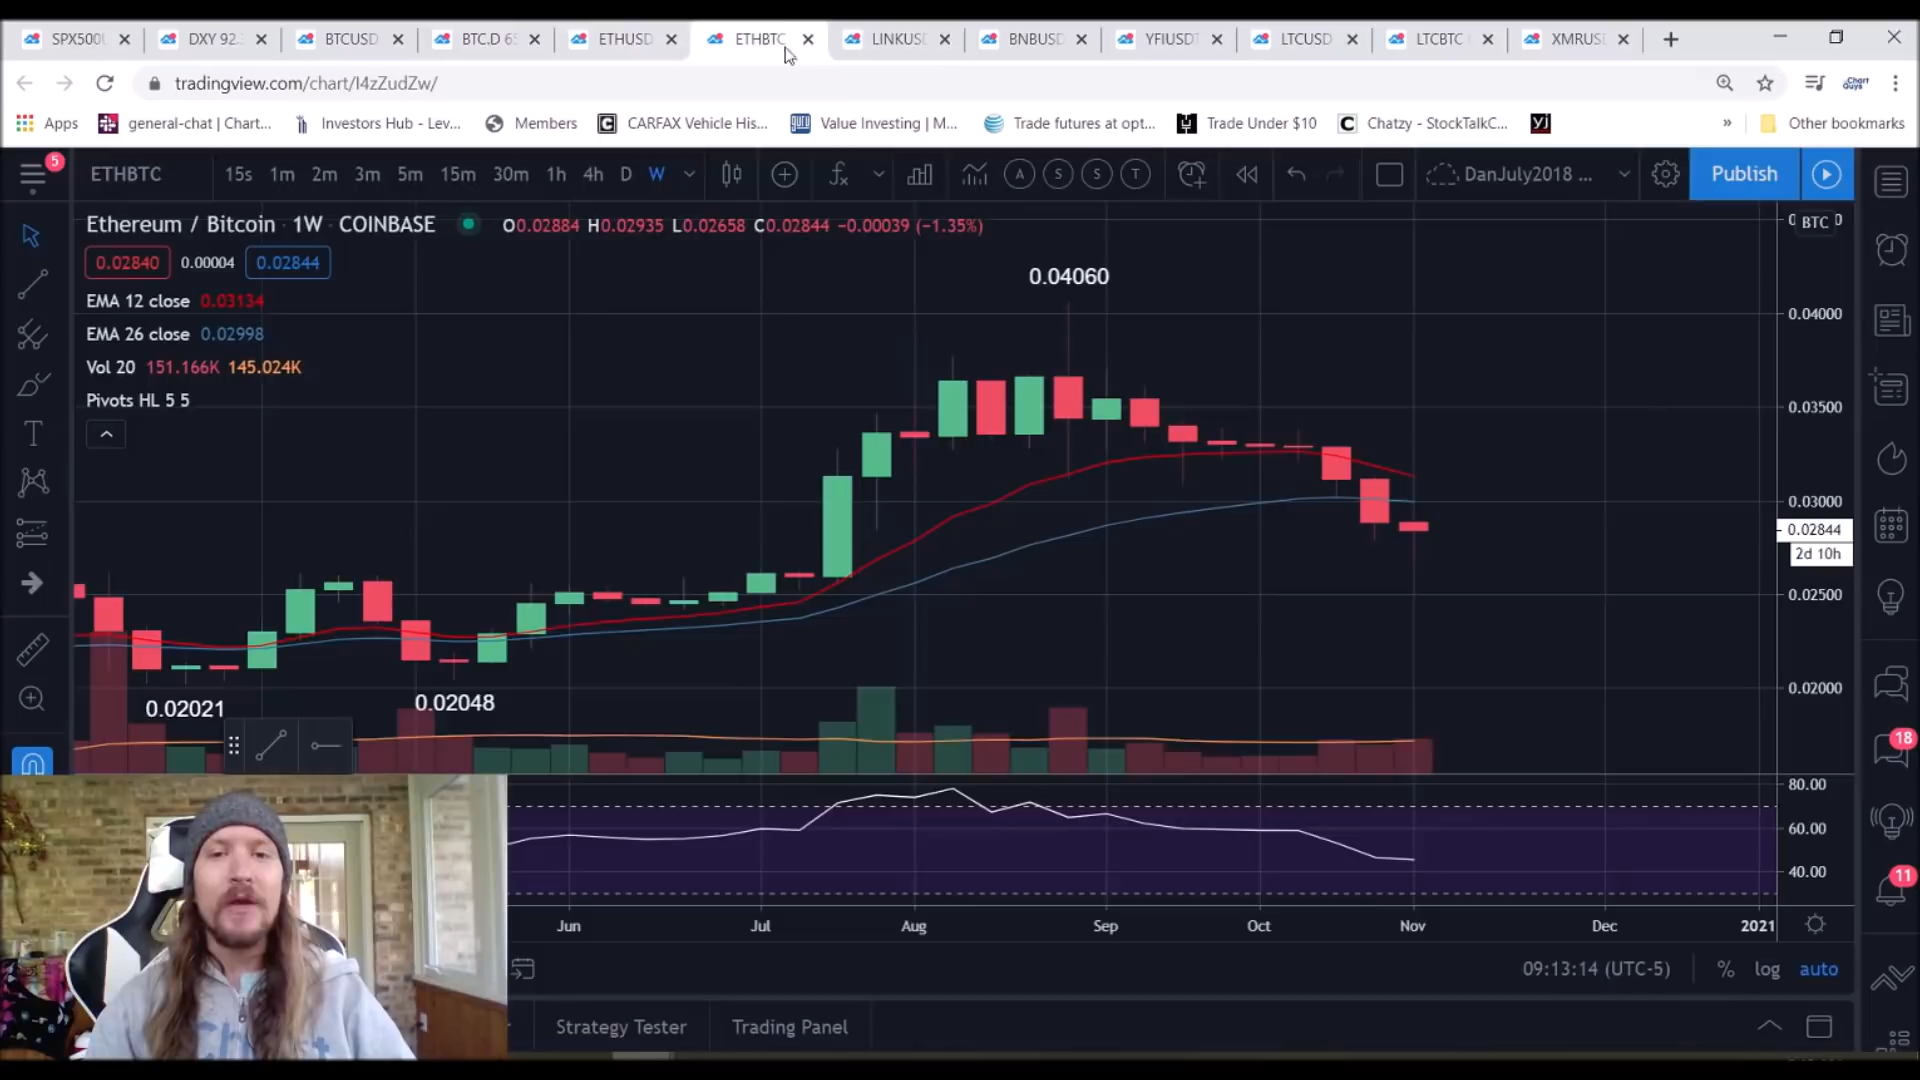 SPX500U DXY 92. BTCUSD BTC.D 65 ETHUSD ETHBTC LINKUS BNBUSD YFIUSDT LTCUSD LTCBTC XMRUS
tradingview.com/chart/I4zZudZw/
Apps general-chat | Chart... Investors Hub - Lev... Members CARFAX Vehicle His... guru Value Investing | M... Trade futures at opt... Trade Under $10 C Chatzy - StockTalkC... YJ » Other bookmarks
5 ETHBTC 15s 1m 2m 3m 5m 15m 30m 1h 4h D W A S S T DanJuly2018 ... Publish
Ethereum / Bitcoin · 1W · COINBASE O0.02884 H0.02935 L0.02658 C0.02844 −0.00039 (−1.35%)
BTC
0.02840 0.00004 0.02844
EMA 12 close 0.03134
EMA 26 close 0.02998
Vol 20 151.166K 145.024K
Pivots HL 5 5
0.04060
0.04000
0.03500
0.03000
0.02844
2d 10h
0.02500
0.02000
0.02021
0.02048
80.00
60.00
40.00
18
11
Jun Jul Aug Sep Oct Nov Dec 2021
09:13:14 (UTC-5) % log auto
Strategy Tester Trading Panel